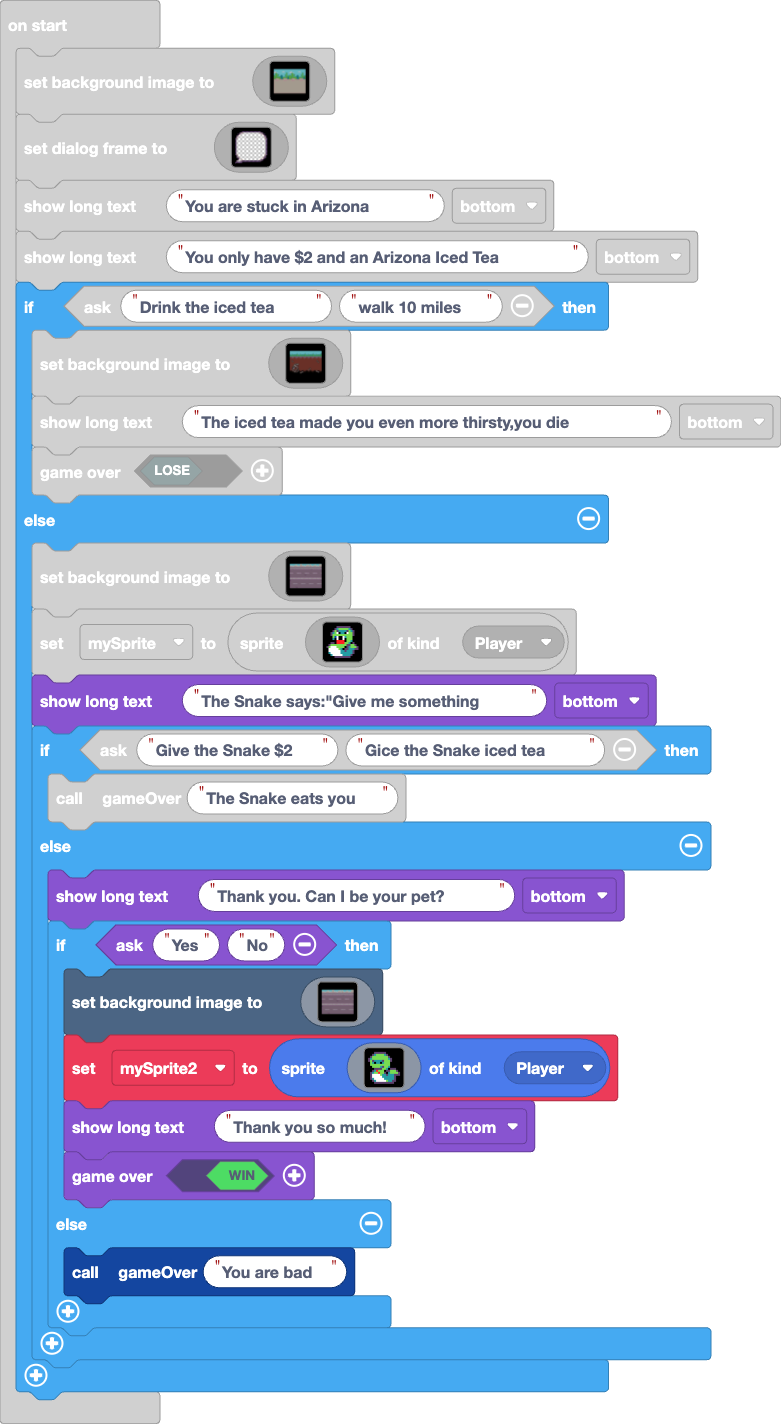 on start
set background image to
set dialog frame to
show long text "You are stuck in Arizona" bottom
show long text "You only have $2 and an Arizona Iced Tea" bottom
if ask "Drink the iced tea" "walk 10 miles" then
set background image to
show long text "The iced tea made you even more thirsty,you die" bottom
game over LOSE
else
set background image to
set mySprite to sprite of kind Player
show long text "The Snake says:"Give me something" bottom
if ask "Give the Snake $2" "Gice the Snake iced tea" then
call gameOver "The Snake eats you"
else
show long text "Thank you. Can I be your pet?" bottom
if ask "Yes" "No" then
set background image to
set mySprite2 to sprite of kind Player
show long text "Thank you so much!" bottom
game over WIN
else
call gameOver "You are bad"